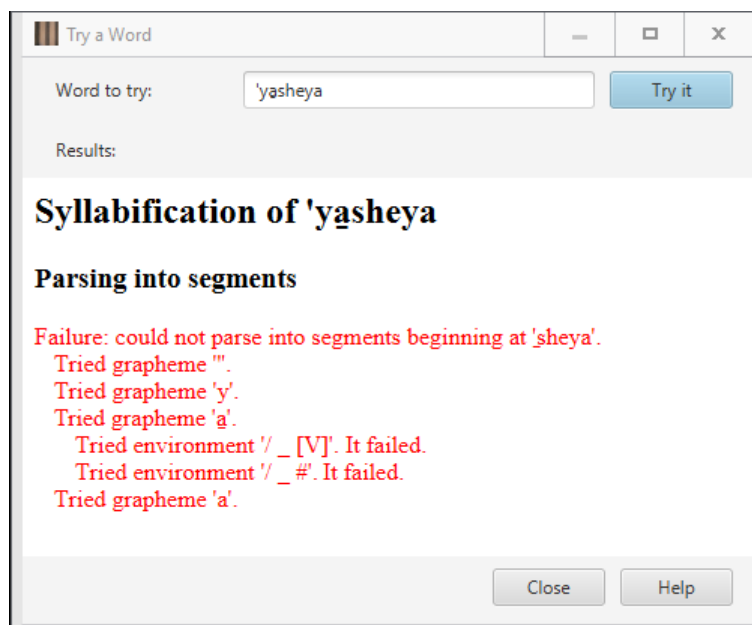 Try a Word
Word to try: 'ya̱sheya Try it
Results:
Syllabification of 'ya̱sheya
Parsing into segments
Failure: could not parse into segments beginning at '̱sheya'.
Tried grapheme '''.
Tried grapheme 'y'.
Tried grapheme 'a̱'.
Tried environment '/ _ [V]'. It failed.
Tried environment '/ _ #'. It failed.
Tried grapheme 'a'.
Close Help